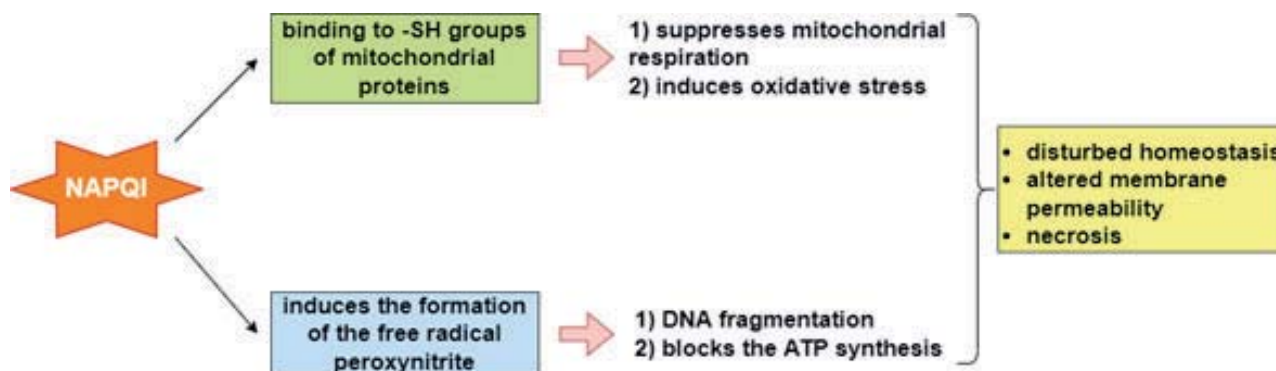 binding to -SH groups
of mitochondrial
proteins
1) suppresses mitochondrial
respiration
2) induces oxidative stress
NAPQI
• disturbed homeostasis
• altered membrane
permeability
• necrosis
induces the formation
of the free radical
peroxynitrite
1) DNA fragmentation
2) blocks the ATP synthesis